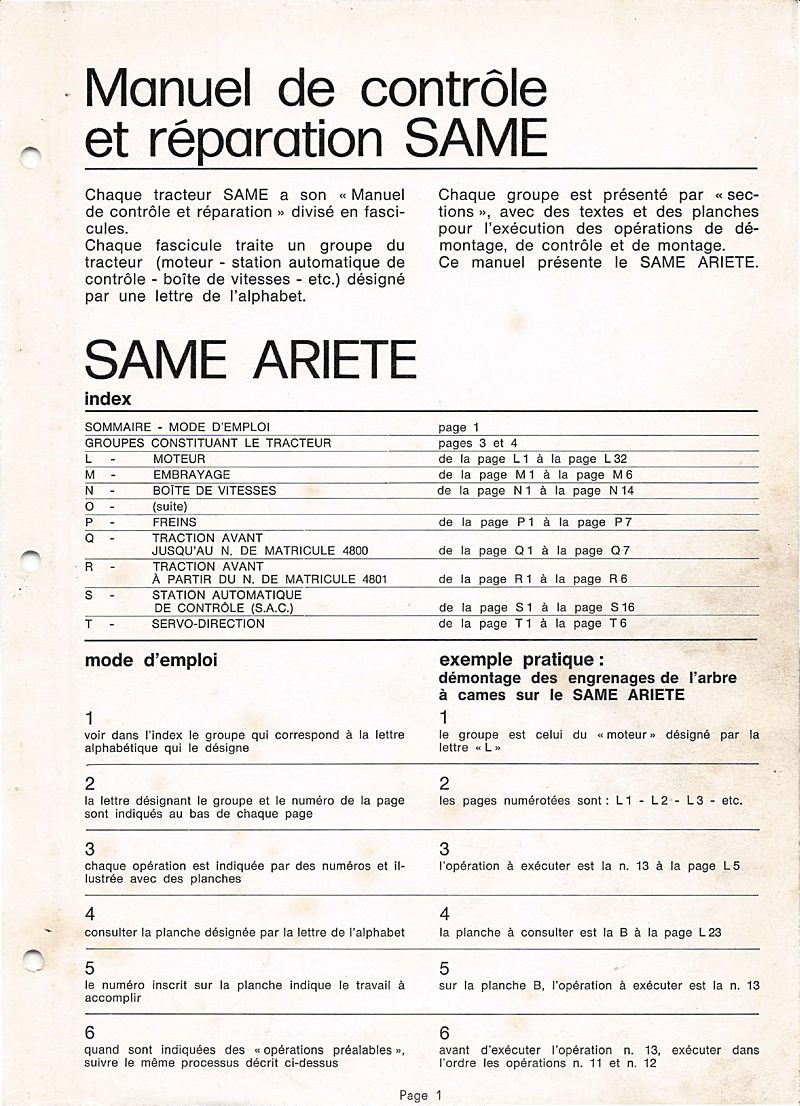 Manuel de contrôle
et réparation SAME
Chaque tracteur SAME a son « Manuel
de contrôle et réparation » divisé en fasci-
cules.
Chaque fascicule traite un groupe du
tracteur (moteur - station automatique de
contrôle - boîte de vitesses - etc.) désigné
par une lettre de l'alphabet.
Chaque groupe est présenté par « sec-
tions », avec des textes et des planches
pour l'exécution des opérations de dé-
montage, de contrôle et de montage.
Ce manuel présente le SAME ARIETE.
SAME ARIETE
index
SOMMAIRE - MODE D'EMPLOI page 1
GROUPES CONSTITUANT LE TRACTEUR pages 3 et 4
L - MOTEUR de la page L 1 à la page L 32
M - EMBRAYAGE de la page M 1 à la page M 6
N - BOÎTE DE VITESSES de la page N 1 à la page N 14
O - (suite)
P - FREINS de la page P 1 à la page P 7
Q - TRACTION AVANT
JUSQU'AU N. DE MATRICULE 4800 de la page Q 1 à la page Q 7
R - TRACTION AVANT
À PARTIR DU N. DE MATRICULE 4801 de la page R 1 à la page R 6
S - STATION AUTOMATIQUE
DE CONTRÔLE (S.A.C.) de la page S 1 à la page S 16
T - SERVO-DIRECTION de la page T 1 à la page T 6
mode d'emploi
1
voir dans l'index le groupe qui correspond à la lettre
alphabétique qui le désigne
2
la lettre désignant le groupe et le numéro de la page
sont indiqués au bas de chaque page
3
chaque opération est indiquée par des numéros et il-
lustrée avec des planches
4
consulter la planche désignée par la lettre de l'alphabet
5
le numéro inscrit sur la planche indique le travail à
accomplir
6
quand sont indiquées des « opérations préalables »,
suivre le même processus décrit ci-dessus
exemple pratique :
démontage des engrenages de l'arbre
à cames sur le SAME ARIETE
1
le groupe est celui du « moteur » désigné par la
lettre « L »
2
les pages numérotées sont : L 1 - L 2 - L 3 - etc.
3
l'opération à exécuter est la n. 13 à la page L 5
4
la planche à consulter est la B à la page L 23
5
sur la planche B, l'opération à exécuter est la n. 13
6
avant d'exécuter l'opération n. 13, exécuter dans
l'ordre les opérations n. 11 et n. 12
Page 1